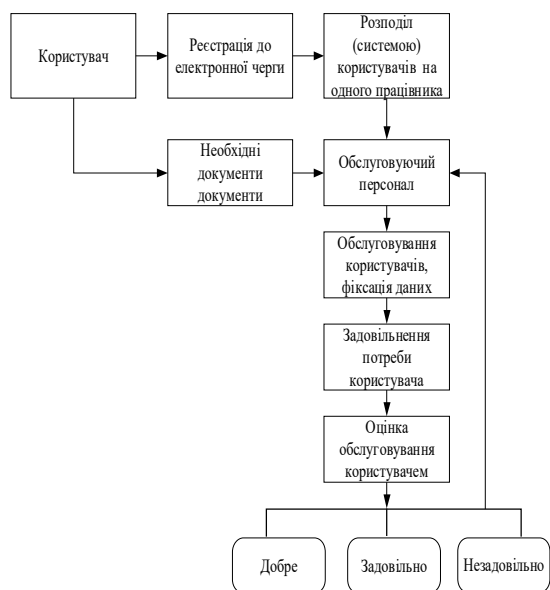 Користувач
Реєстрація до
електронної черги
Розподіл
(системою)
користувачів на
одного працівника
Необхідні
документи
документи
Обслуговуючий
персонал
Обслуговування
користувачів,
фіксація даних
Задовільнення
потреби
користувача
Оцінка
обслуговування
користувачем
Добре
Задовільно
Незадовільно